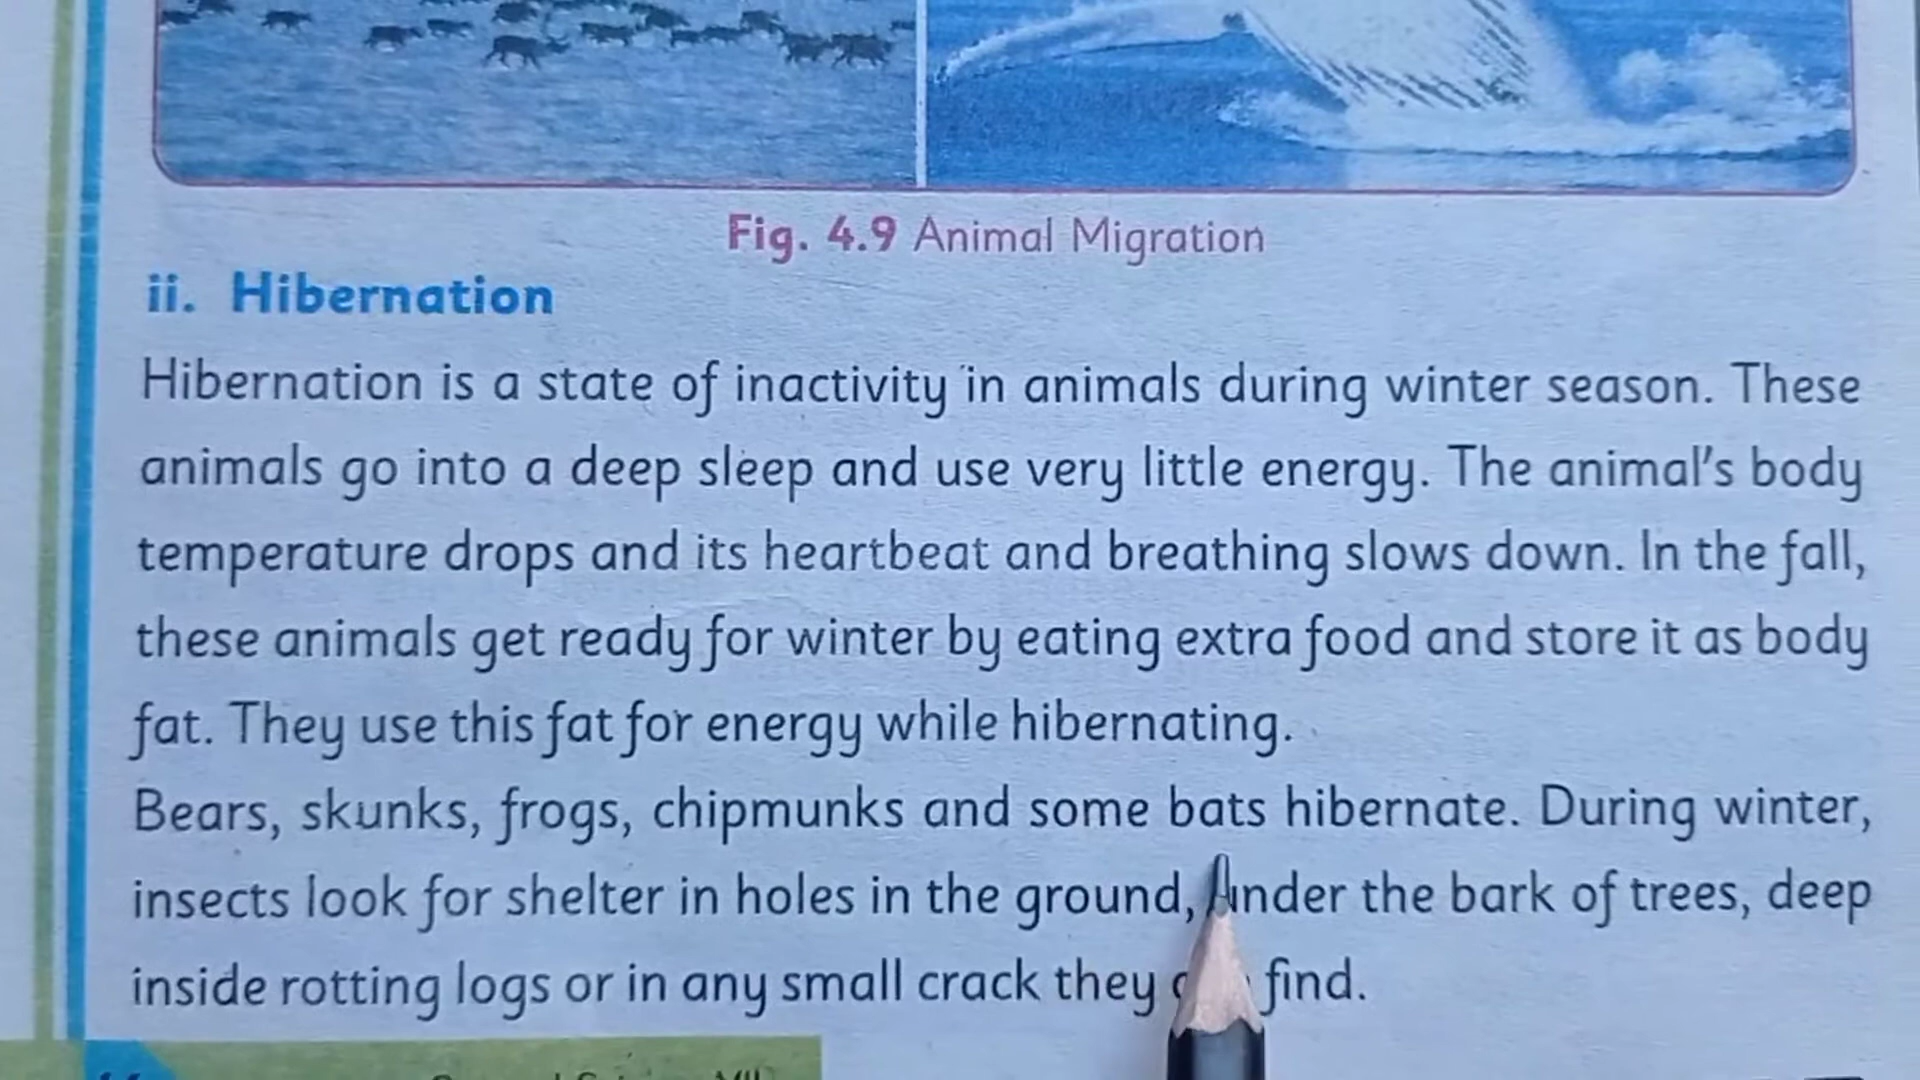 Fig. 4.9 Animal Migration
ii. Hibernation
Hibernation is a state of inactivity in animals during winter season. These
animals go into a deep sleep and use very little energy. The animal's body
temperature drops and its heartbeat and breathing slows down. In the fall,
these animals get ready for winter by eating extra food and store it as body
fat. They use this fat for energy while hibernating.
Bears, skunks, frogs, chipmunks and some bats hibernate. During winter,
insects look for shelter in holes in the ground, under the bark of trees, deep
inside rotting logs or in any small crack they find.